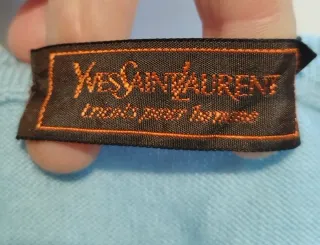 YVESSAINTLAURENT
tricots pour homme